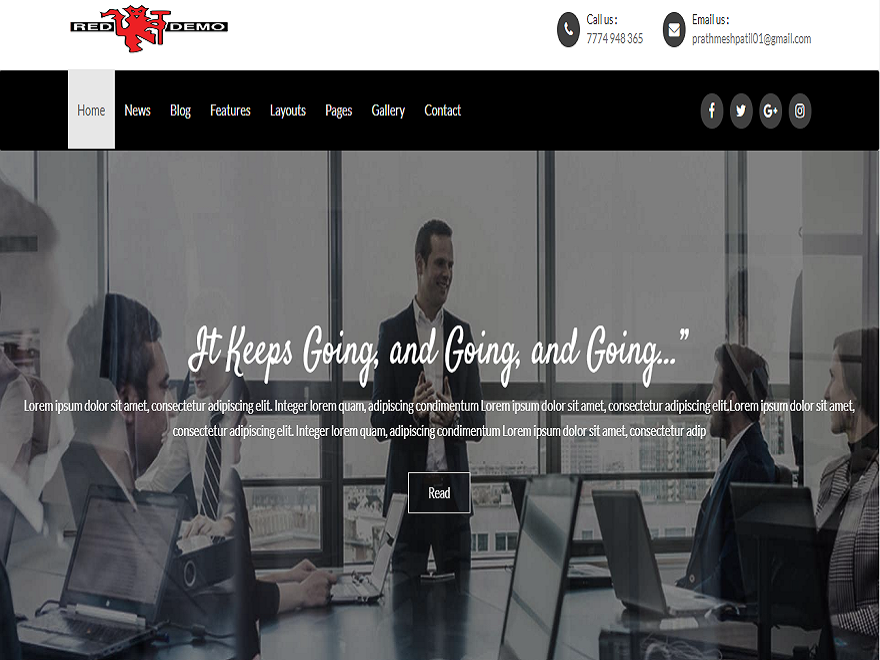 RED DEMO
Call us :
7774 948 365
Email us :
prathmeshpatil01@gmail.com
Home News Blog Features Layouts Pages Gallery Contact
It Keeps Going, and Going, and Going...”
Lorem ipsum dolor sit amet, consectetur adipiscing elit. Integer lorem quam, adipiscing condimentum Lorem ipsum dolor sit amet, consectetur adipiscing elit.Lorem ipsum dolor sit amet,
consectetur adipiscing elit. Integer lorem quam, adipiscing condimentum Lorem ipsum dolor sit amet, consectetur adip
Read